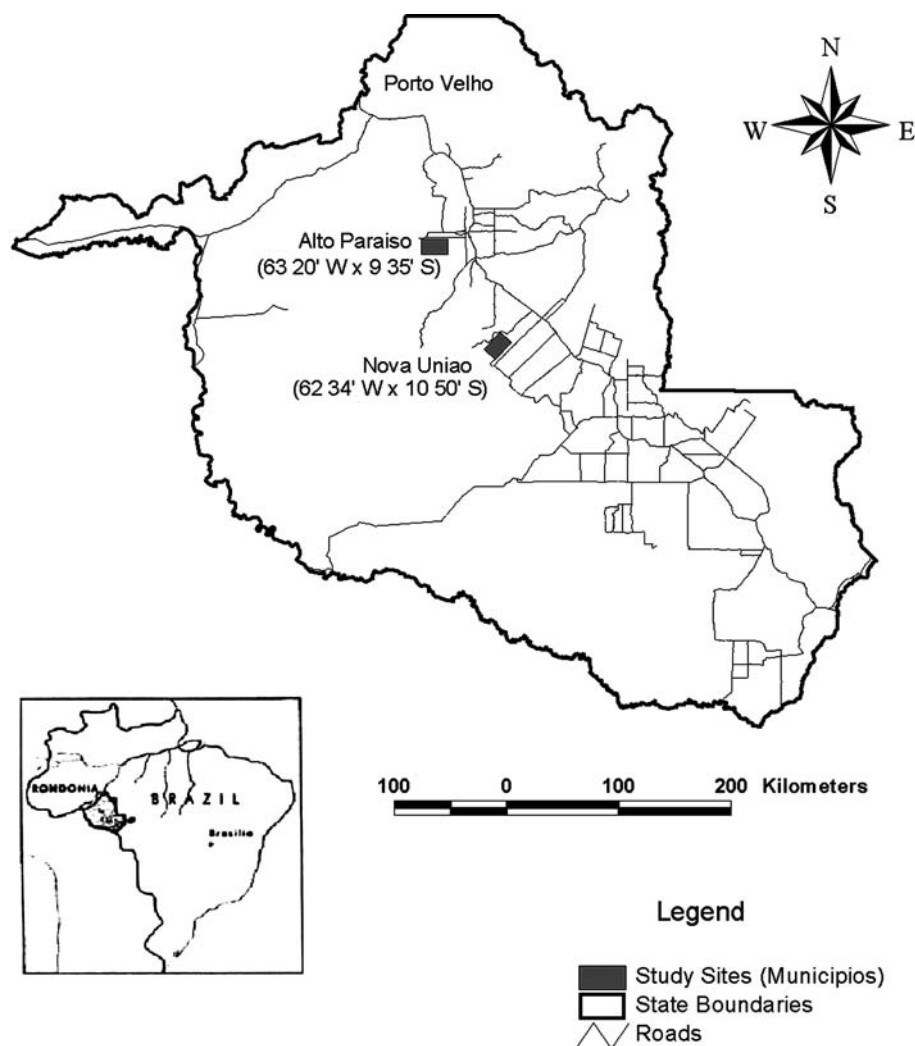 Porto Velho
N
W E
S
Alto Paraiso
(63 20' W x 9 35' S)
Nova Uniao
(62 34' W x 10 50' S)
RONDONIA
BRAZIL
Brasilia
100 0 100 200 Kilometers
Legend
Study Sites (Municipios)
State Boundaries
Roads